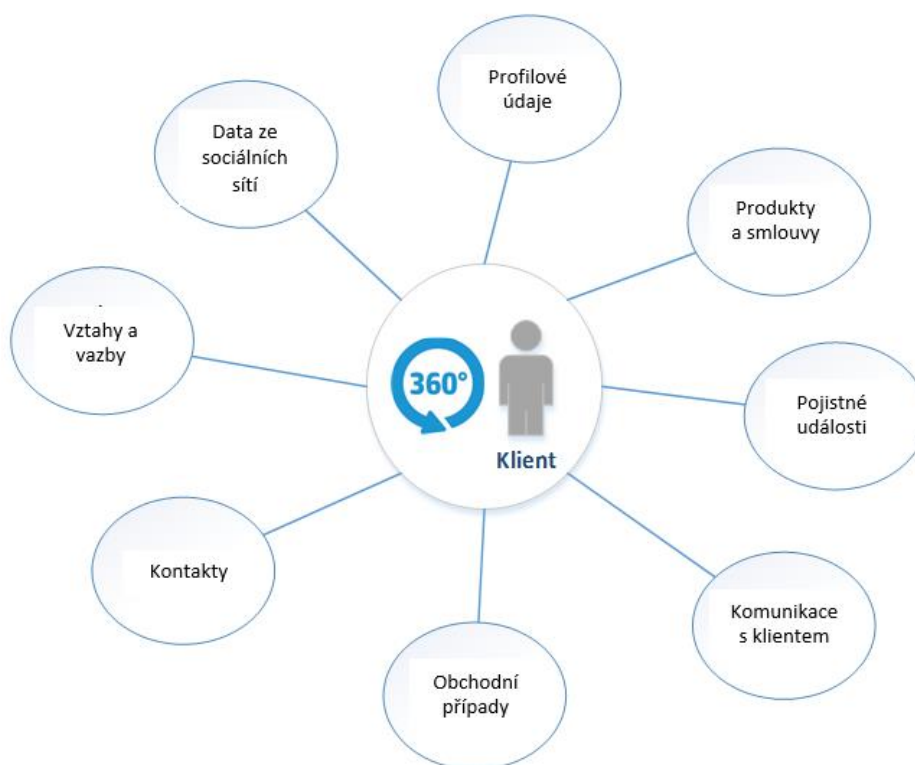 Profilové
údaje
Data ze
sociálních
sítí
Produkty
a smlouvy
Vztahy a
vazby
360°
Klient
Pojistné
události
Kontakty
Komunikace
s klientem
Obchodní
případy